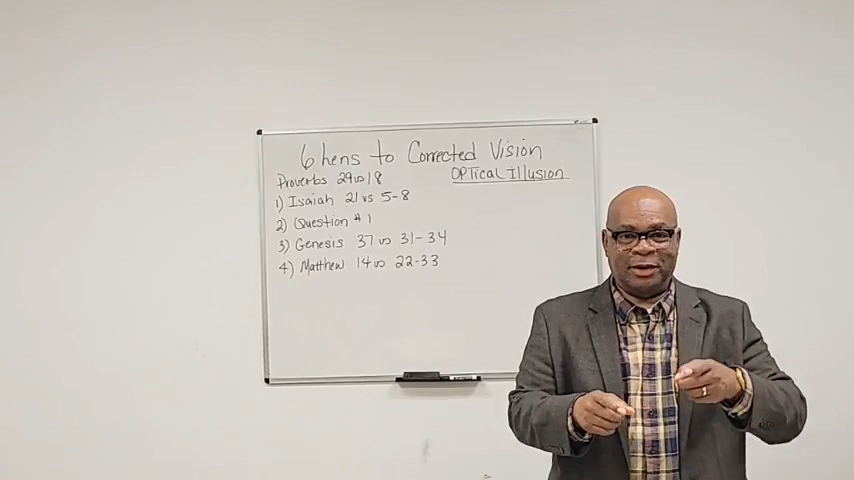 6 hens to Corrected Vision
OPTical Illusion
Proverbs 29 vs 18
1) Isaiah 21 vs 5-8
2) Question # 1
3) Genesis 37 vs 31-34
4) Matthew 14 vs 22-33